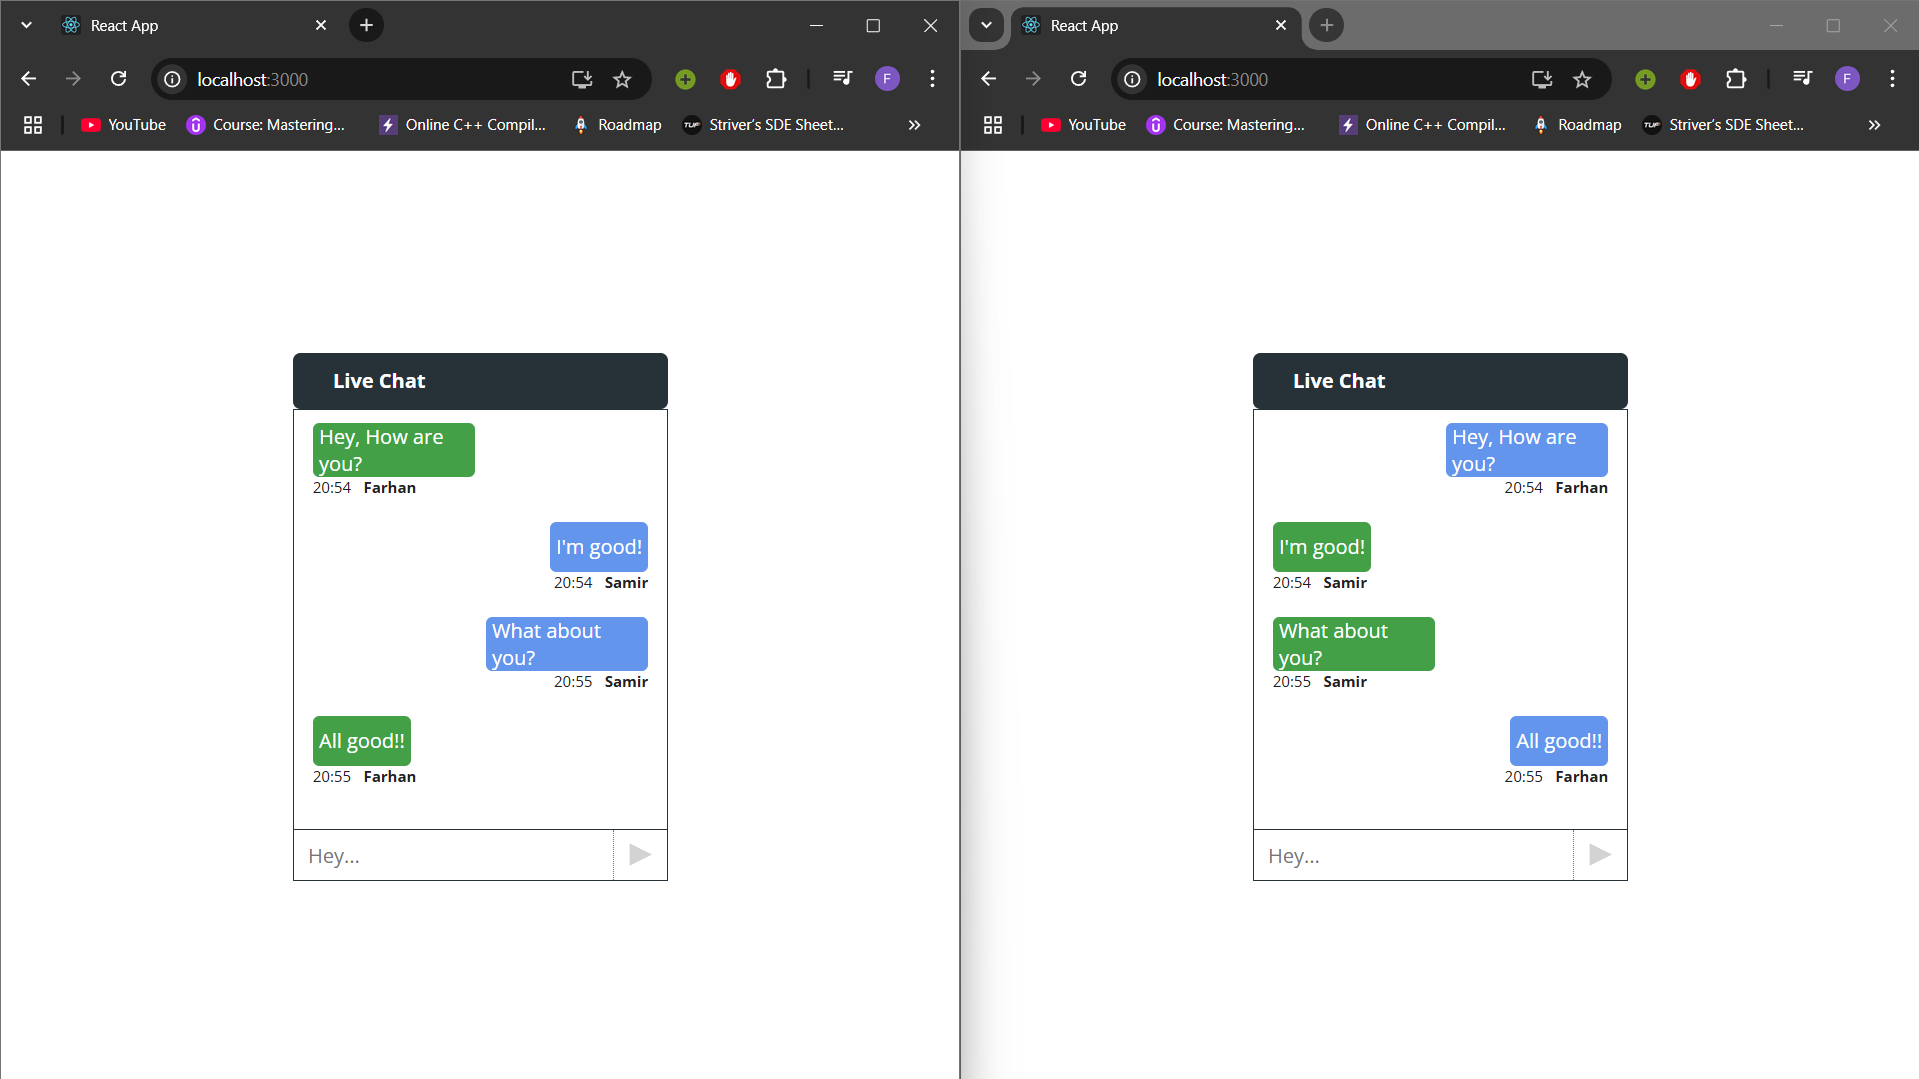 React App
localhost:3000
F
YouTube
Course: Mastering...
Online C++ Compil...
Roadmap
TUF
Striver's SDE Sheet...
Live Chat
Hey, How are
you?
20:54 Farhan
I'm good!
20:54 Samir
What about
you?
20:55 Samir
All good!!
20:55 Farhan
Hey...
React App
localhost:3000
F
YouTube
Course: Mastering...
Online C++ Compil...
Roadmap
TUF
Striver's SDE Sheet...
Live Chat
Hey, How are
you?
20:54 Farhan
I'm good!
20:54 Samir
What about
you?
20:55 Samir
All good!!
20:55 Farhan
Hey...